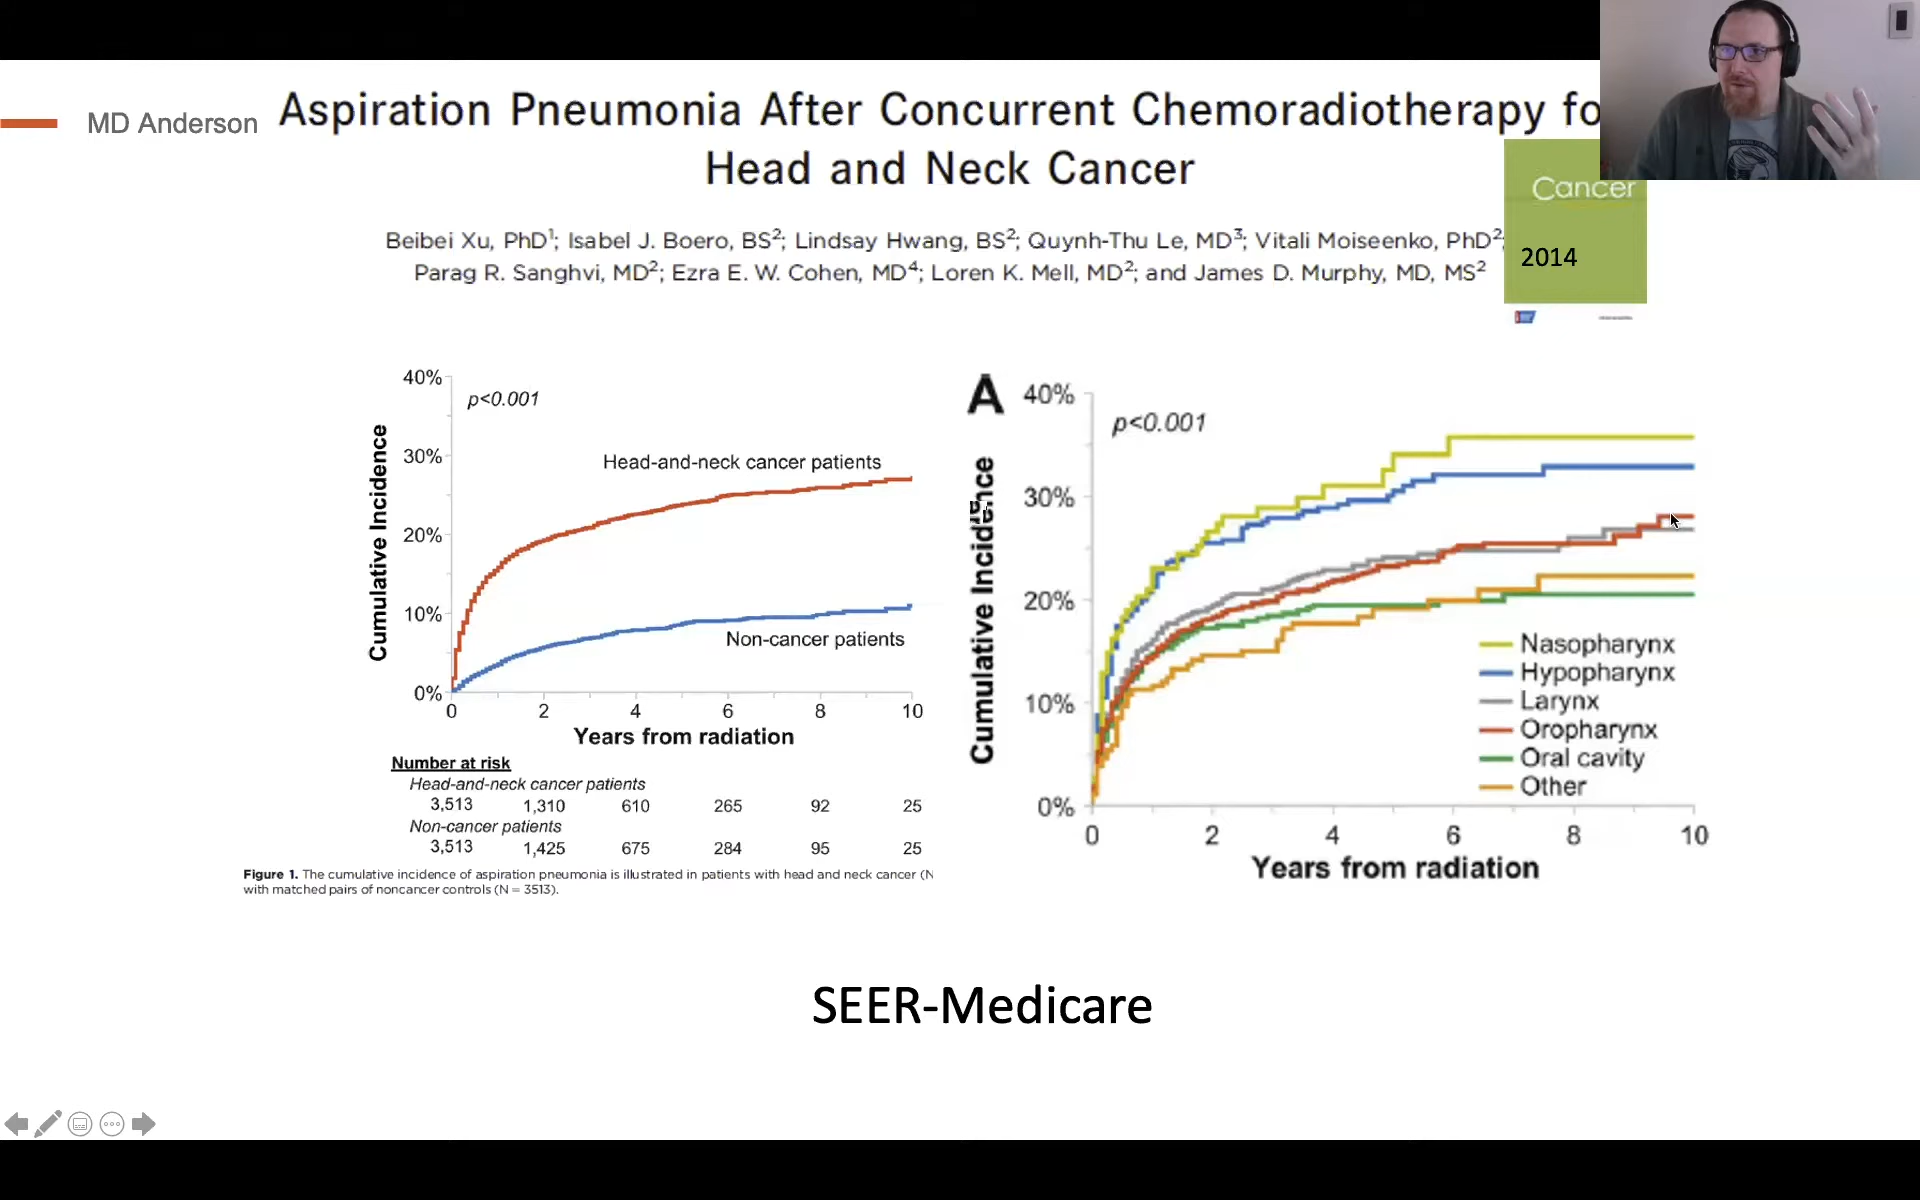 MD Anderson
Aspiration Pneumonia After Concurrent Chemoradiotherapy fo
Head and Neck Cancer
Cancer
2014
Beibei Xu, PhD¹; Isabel J. Boero, BS²; Lindsay Hwang, BS²; Quynh-Thu Le, MD³; Vitali Moiseenko, PhD²;
Parag R. Sanghvi, MD²; Ezra E. W. Cohen, MD⁴; Loren K. Mell, MD²; and James D. Murphy, MD, MS²
40%
30%
20%
10%
0%
Cumulative Incidence
p<0.001
Head-and-neck cancer patients
Non-cancer patients
0 2 4 6 8 10
Years from radiation
Number at risk
Head-and-neck cancer patients
3,513 1,310 610 265 92 25
Non-cancer patients
3,513 1,425 675 284 95 25
Figure 1. The cumulative incidence of aspiration pneumonia is illustrated in patients with head and neck cancer (N
with matched pairs of noncancer controls (N = 3513).
A
40%
30%
20%
10%
0%
Cumulative Incidence
p<0.001
Nasopharynx
Hypopharynx
Larynx
Oropharynx
Oral cavity
Other
0 2 4 6 8 10
Years from radiation
SEER-Medicare